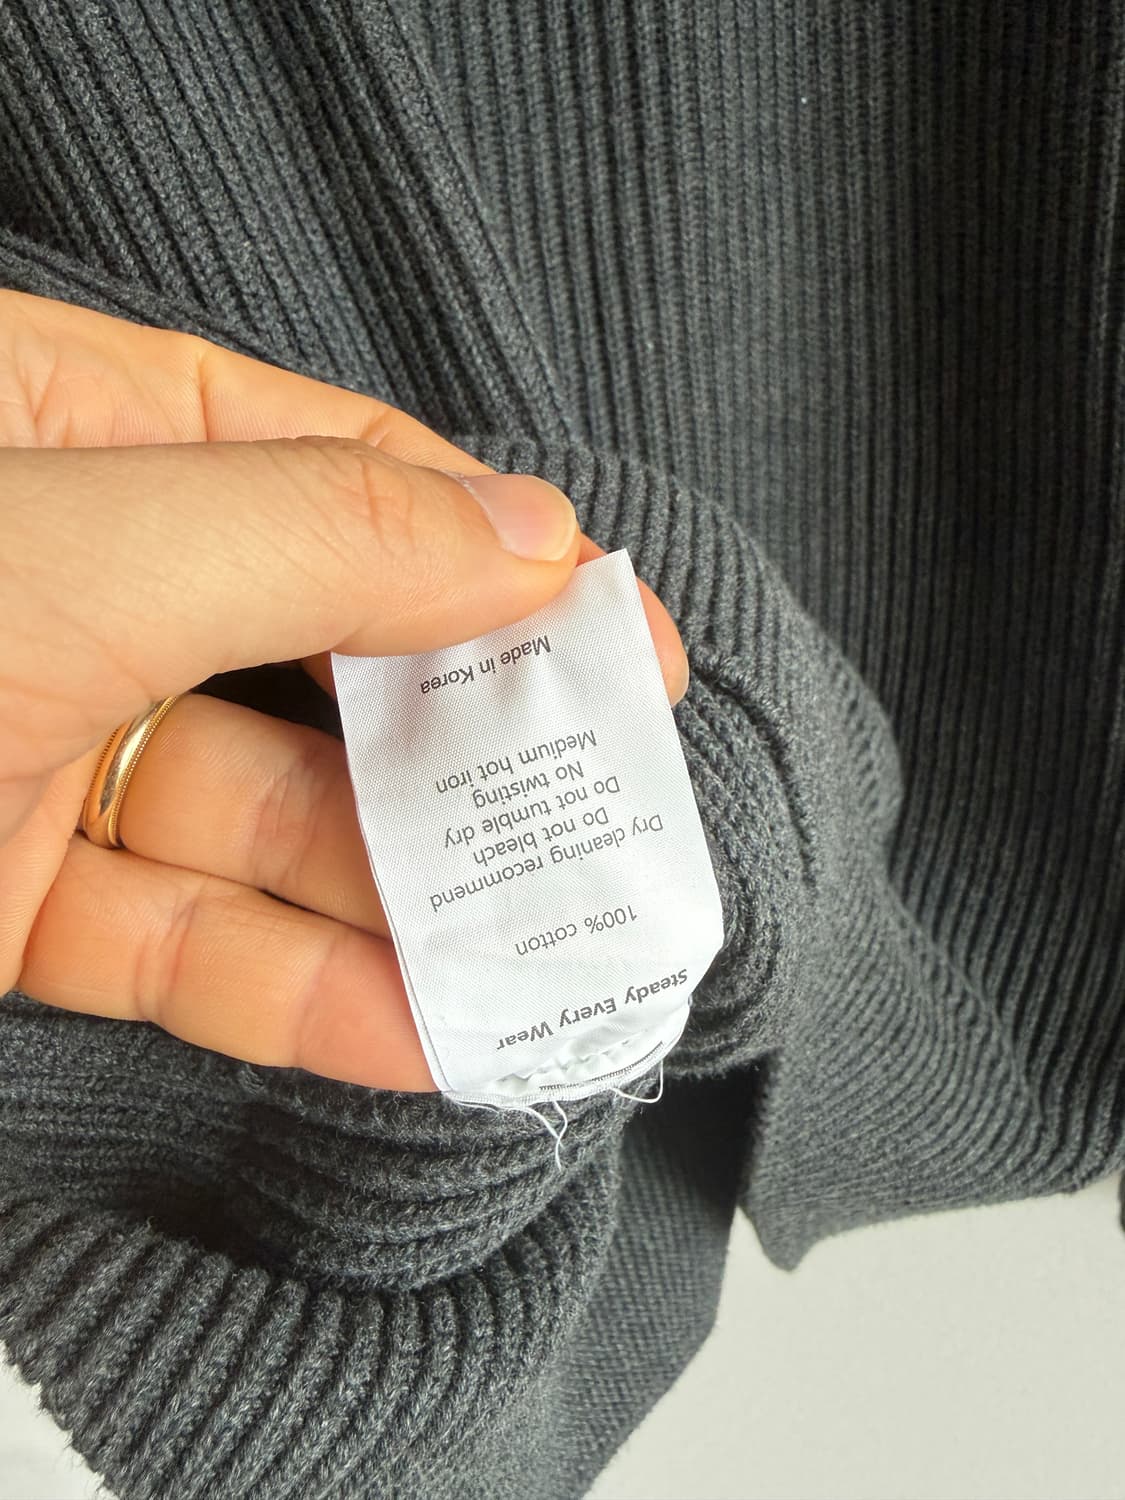 Steady Every Wear
100% cotton
Dry cleaning recommend
Do not bleach
Do not tumble dry
No twisting
Medium hot iron
Made in Korea